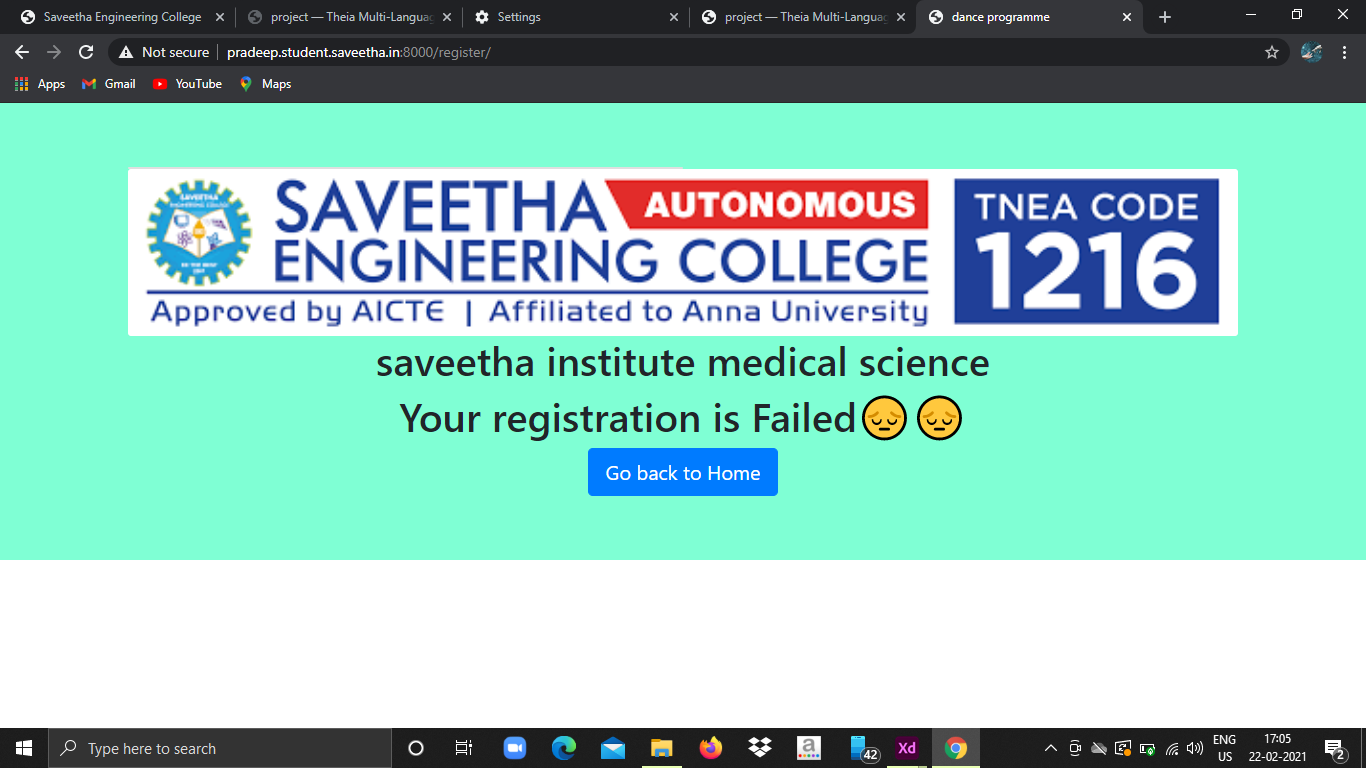 Saveetha Engineering College
project — Theia Multi-Languag
Settings
project — Theia Multi-Languag
dance programme
Not secure
pradeep.student.saveetha.in:8000/register/
Apps
Gmail
YouTube
Maps
SAVEETHA AUTONOMOUS
ENGINEERING COLLEGE
Approved by AICTE | Affiliated to Anna University
TNEA CODE
1216
saveetha institute medical science
Your registration is Failed😔😔
Go back to Home
Type here to search
42
Xd
ENG
US
17:05
22-02-2021
2